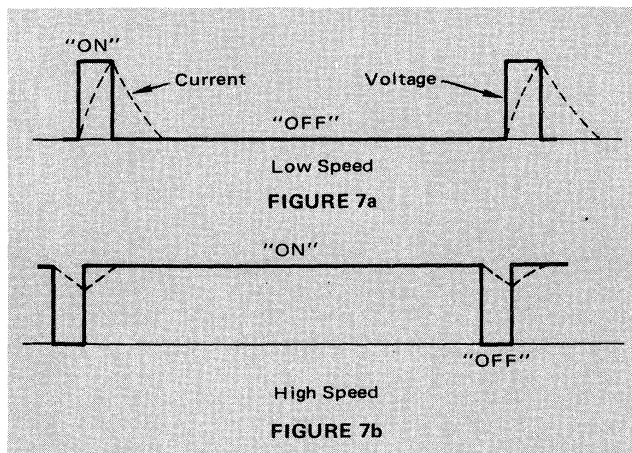 "ON"
Current
Voltage
"OFF"
Low Speed
FIGURE 7a
"ON"
"OFF"
High Speed
FIGURE 7b